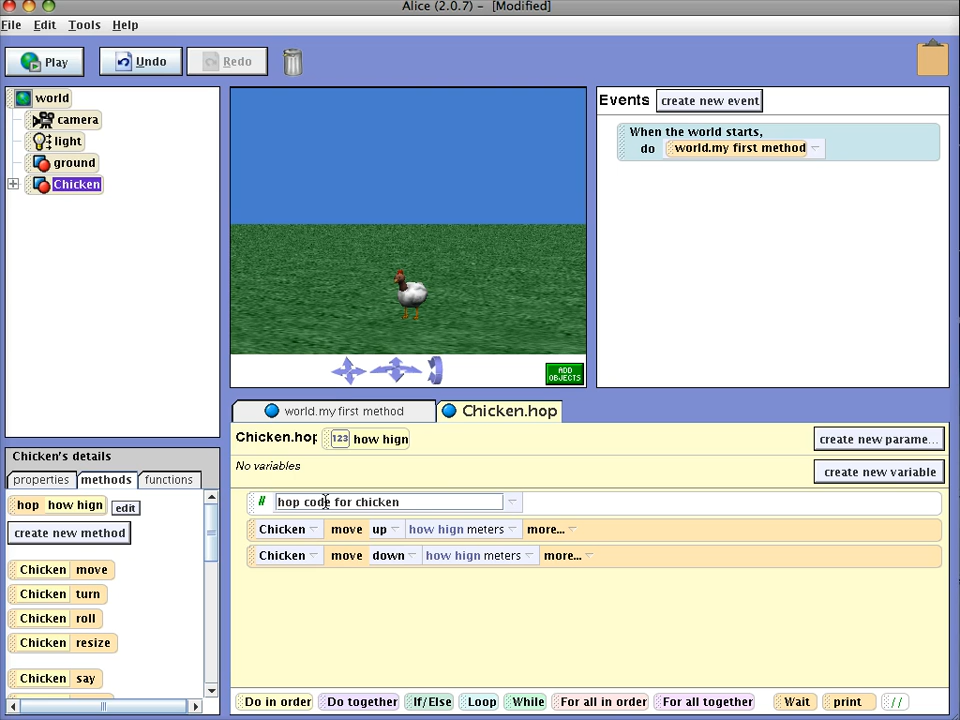 Alice (2.0.7) – [Modified]
File Edit Tools Help
Play Undo Redo
world
camera
light
ground
Chicken
ADD OBJECTS
Events create new event
When the world starts,
do world.my first method
Chicken's details
properties methods functions
hop how hign edit
create new method
Chicken move
Chicken turn
Chicken roll
Chicken resize
Chicken say
world.my first method Chicken.hop
Chicken.hop 123 how hign create new parame...
No variables create new variable
// hop code for chicken
Chicken move up how hign meters more...
Chicken move down how hign meters more...
Do in order Do together If/Else Loop While For all in order For all together Wait print //